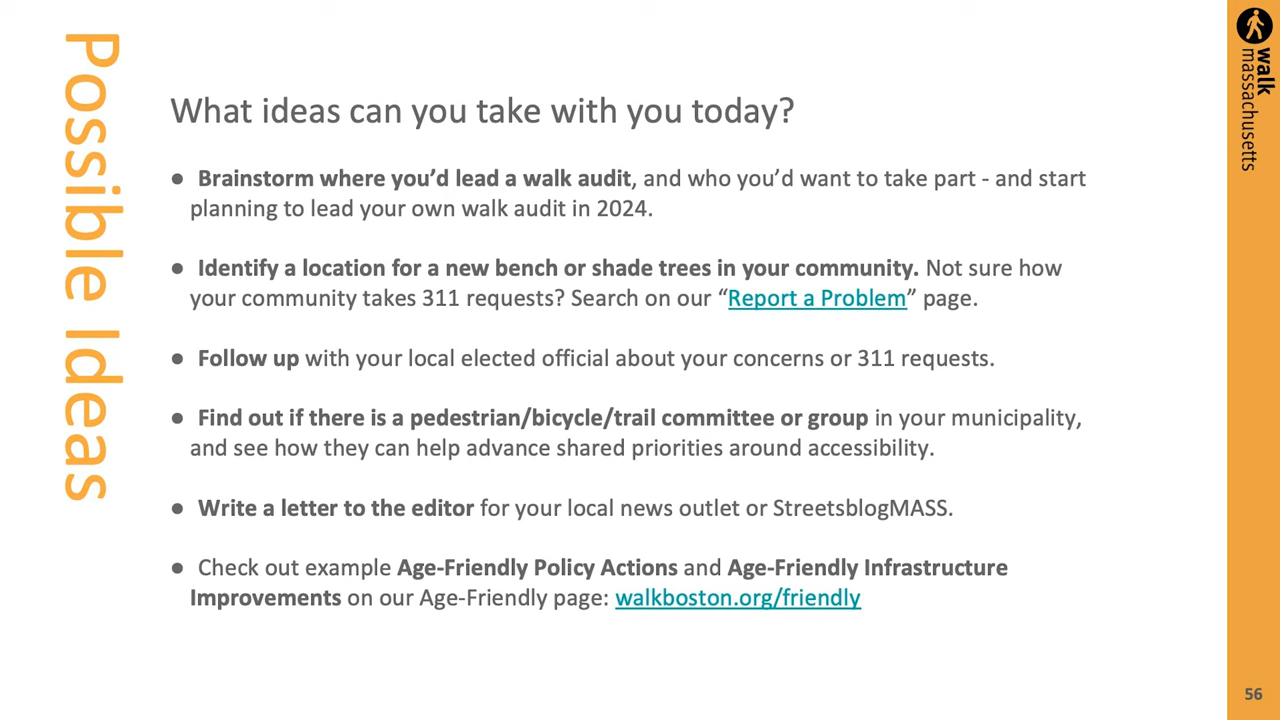 Possible Ideas
What ideas can you take with you today?
● Brainstorm where you’d lead a walk audit, and who you’d want to take part - and start
planning to lead your own walk audit in 2024.
● Identify a location for a new bench or shade trees in your community. Not sure how
your community takes 311 requests? Search on our “Report a Problem” page.
● Follow up with your local elected official about your concerns or 311 requests.
● Find out if there is a pedestrian/bicycle/trail committee or group in your municipality,
and see how they can help advance shared priorities around accessibility.
● Write a letter to the editor for your local news outlet or StreetsblogMASS.
● Check out example Age-Friendly Policy Actions and Age-Friendly Infrastructure
Improvements on our Age-Friendly page: walkboston.org/friendly
walk
massachusetts
56